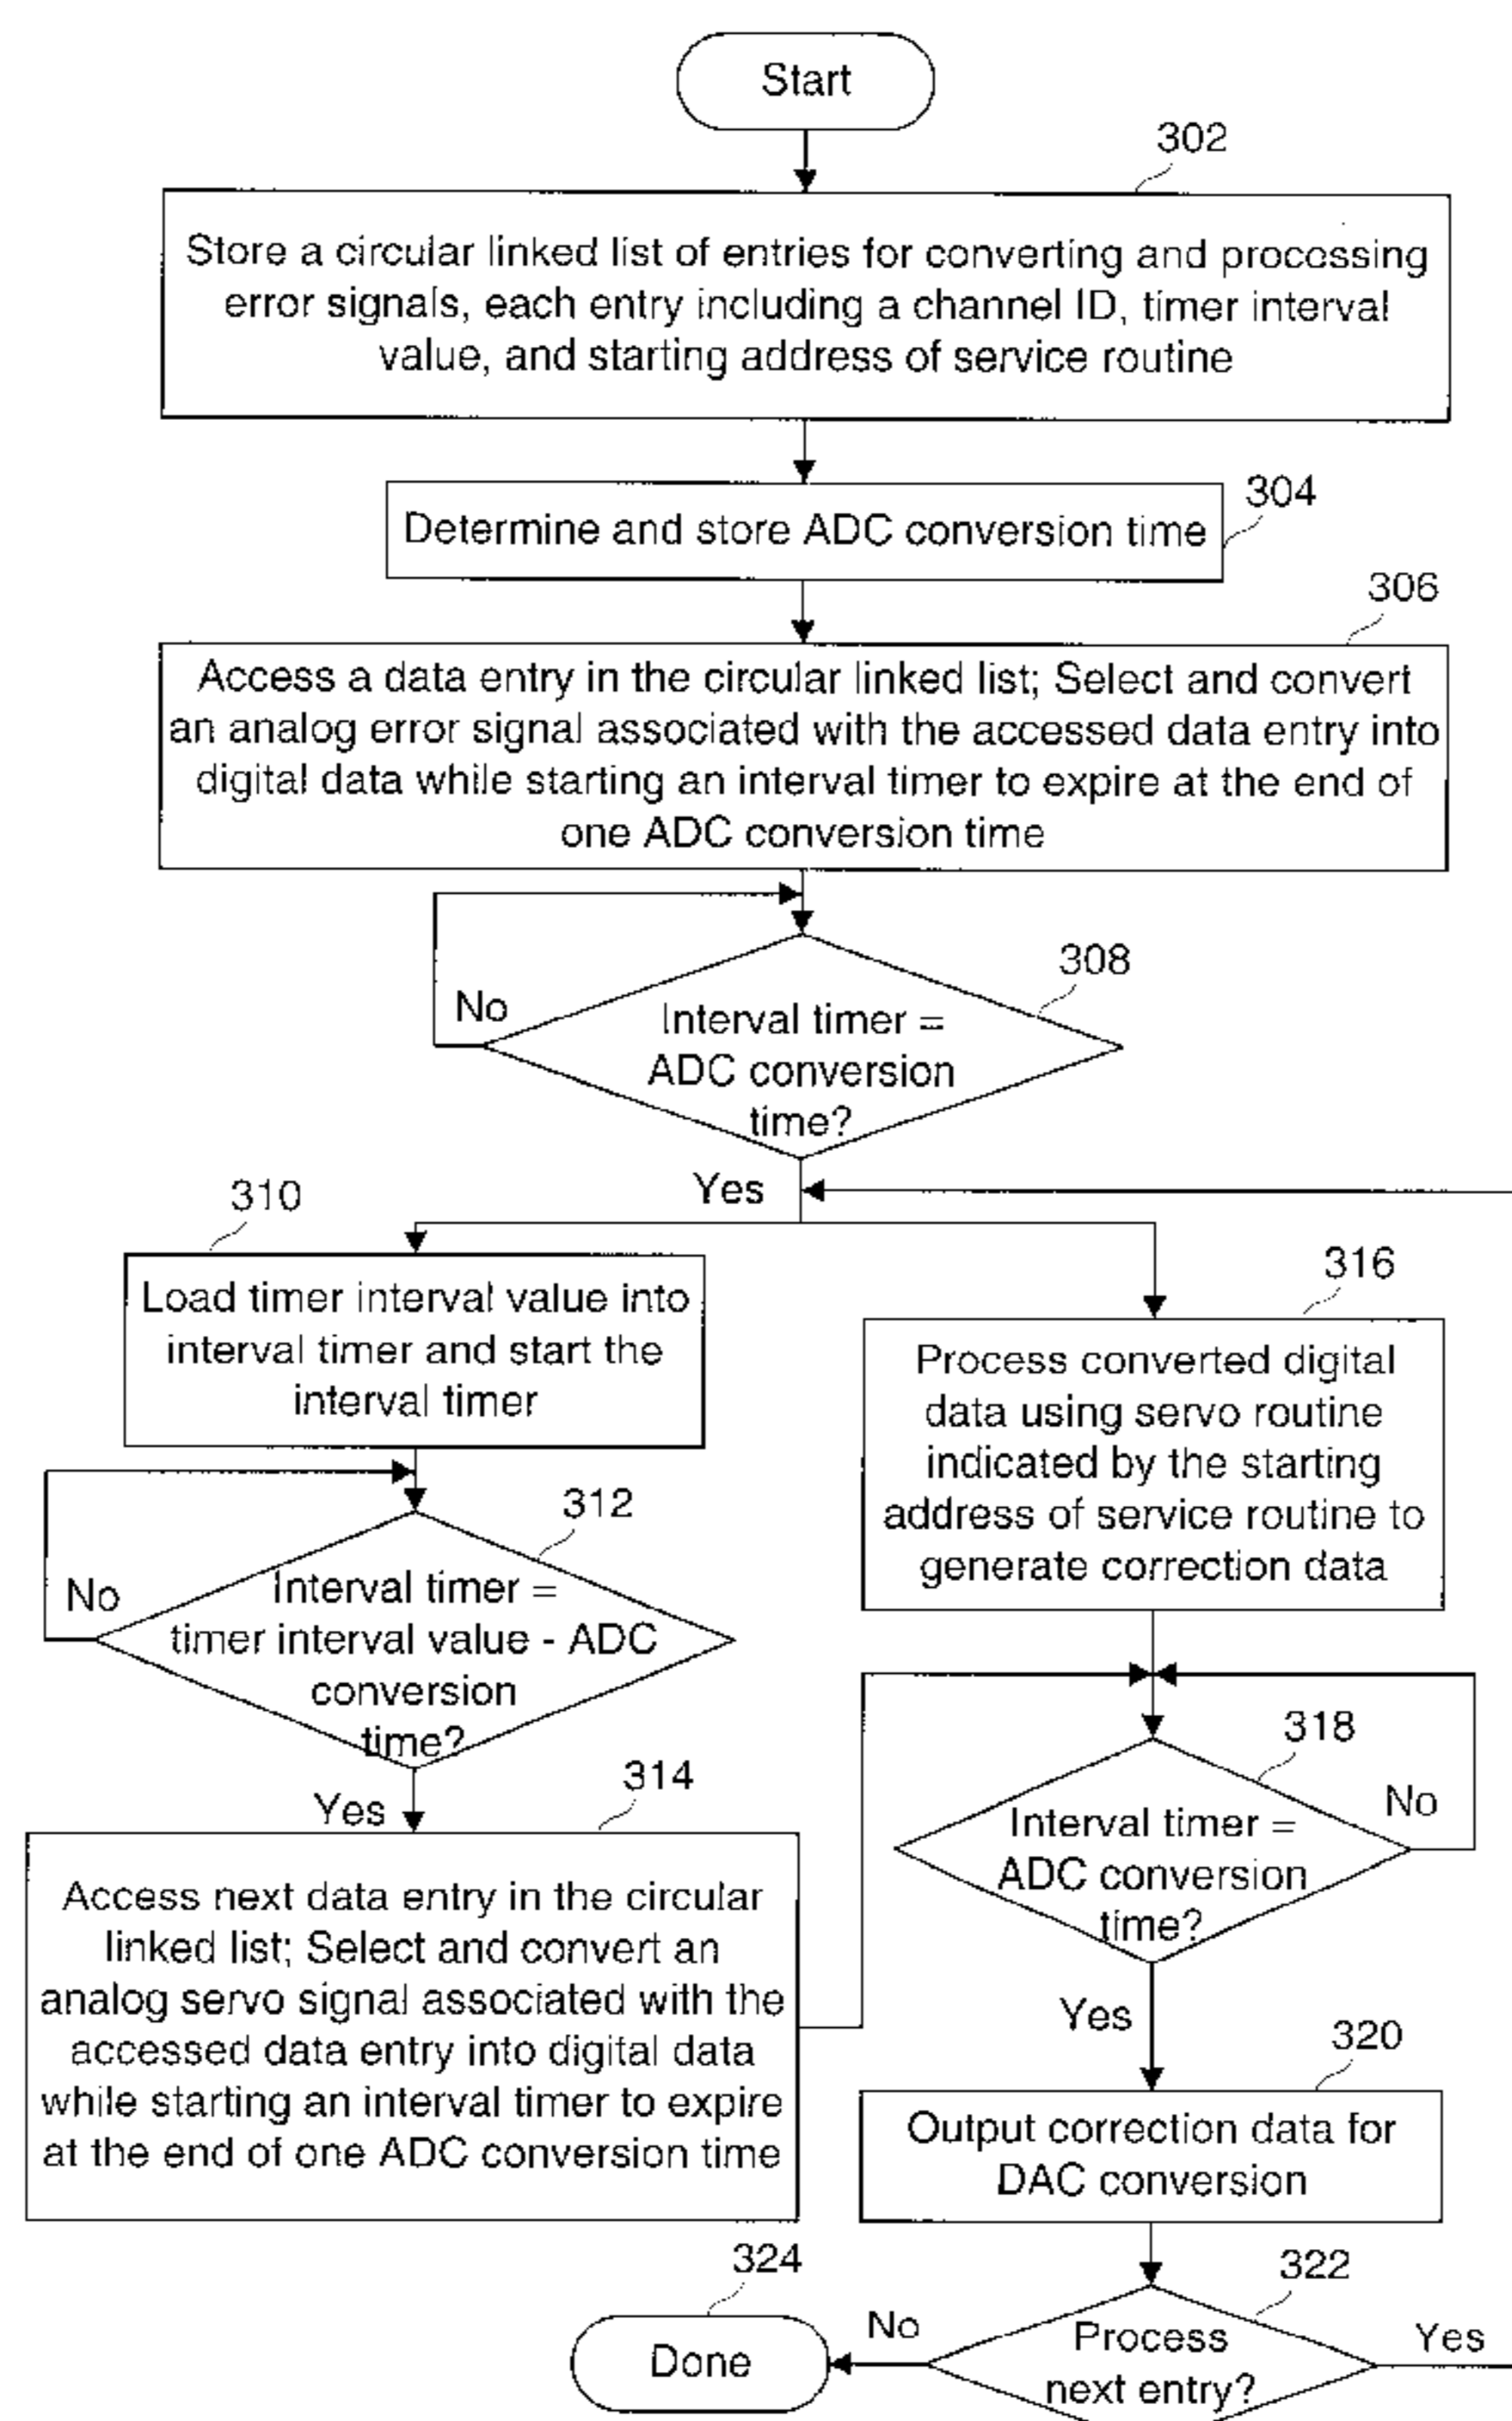 Start
302
Store a circular linked list of entries for converting and processing
error signals, each entry including a channel ID, timer interval
value, and starting address of service routine
304
Determine and store ADC conversion time
306
Access a data entry in the circular linked list; Select and convert
an analog error signal associated with the accessed data entry into
digital data while starting an interval timer to expire at the end of
one ADC conversion time
308
No
Interval timer =
ADC conversion
time?
Yes
310
Load timer interval value into
interval timer and start the
interval timer
312
No
Interval timer =
timer interval value - ADC
conversion
time?
Yes
314
Access next data entry in the circular
linked list; Select and convert an
analog servo signal associated with the
accessed data entry into digital data
while starting an interval timer to expire
at the end of one ADC conversion time
316
Process converted digital
data using servo routine
indicated by the starting
address of service routine to
generate correction data
318
No
Interval timer =
ADC conversion
time?
Yes
320
Output correction data for
DAC conversion
322
Process
next entry?
Yes
No
324
Done